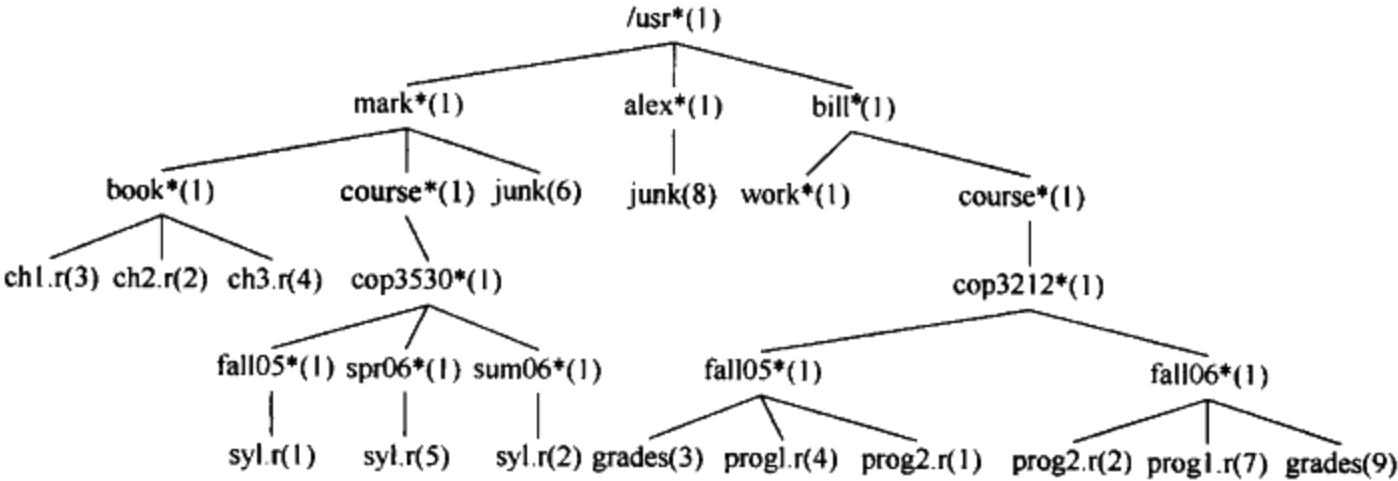 /usr*(1)
mark*(1) alex*(1) bill*(1)
book*(1) course*(1) junk(6) junk(8) work*(1) course*(1)
ch1.r(3) ch2.r(2) ch3.r(4) cop3530*(1) cop3212*(1)
fall05*(1) spr06*(1) sum06*(1) fall05*(1) fall06*(1)
syl.r(1) syl.r(5) syl.r(2) grades(3) prog1.r(4) prog2.r(1) prog2.r(2) prog1.r(7) grades(9)